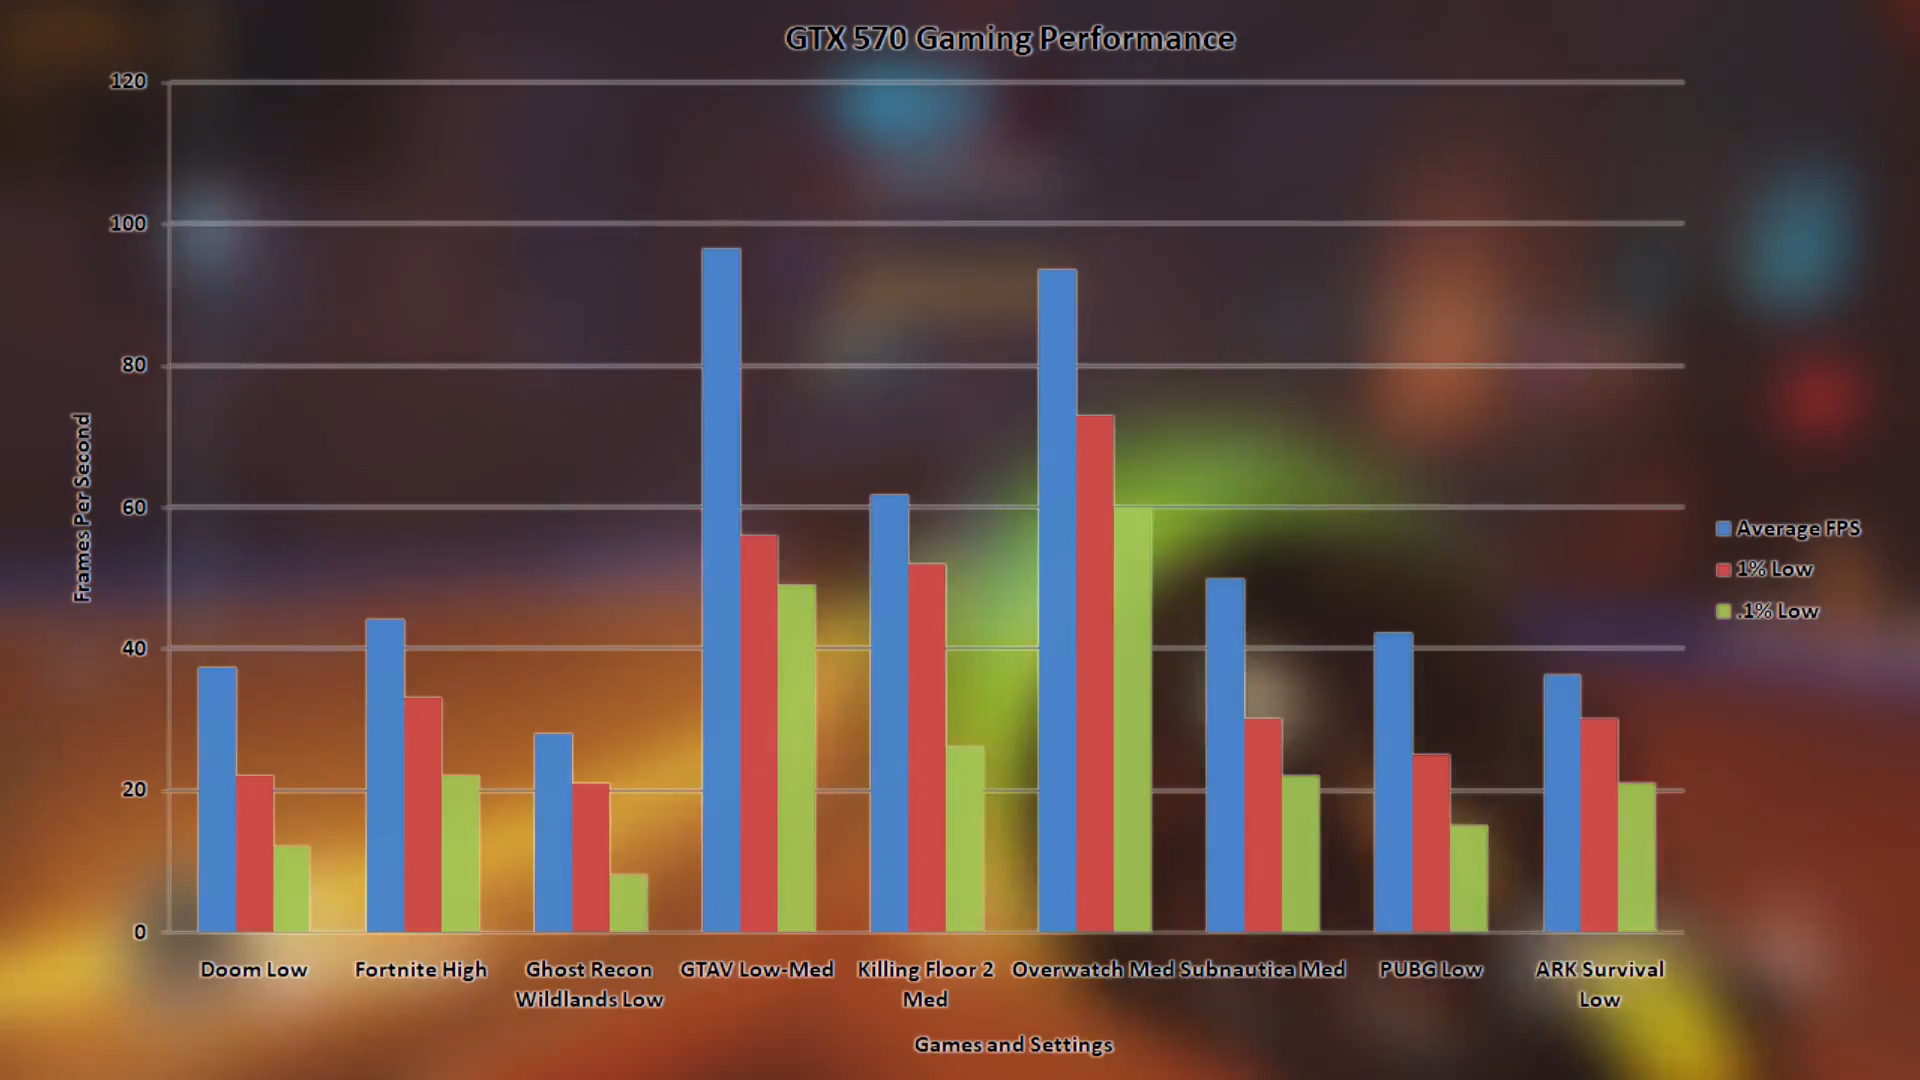 GTX 570 Gaming Performance
120
100
80
60
40
20
0
Frames Per Second
Average FPS
1% Low
.1% Low
Doom Low
Fortnite High
Ghost Recon
Wildlands Low
GTAV Low-Med
Killing Floor 2
Med
Overwatch Med
Subnautica Med
PUBG Low
ARK Survival
Low
Games and Settings